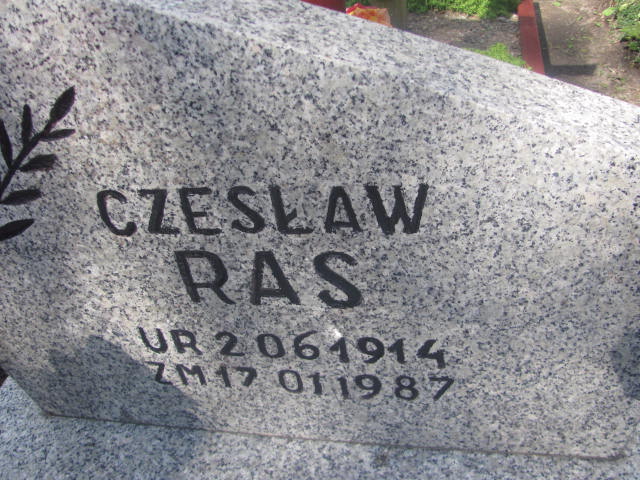 CZESŁAW
RAS
UR 2 06 1914
ZM 17 01 1987